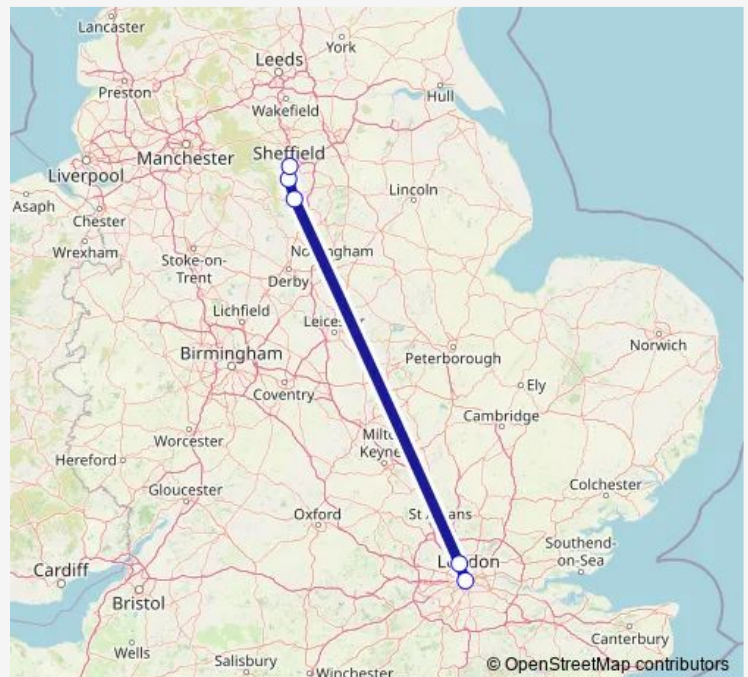 Lancaster
York
Leeds
Preston
Wakefield
Hull
Sheffield
Manchester
Liverpool
Lincoln
Asaph
Chester
Wrexham
Stoke-on-
Trent
Derby
Lichfield
Norwich
Birmingham
Peterborough
Ely
Coventry
Cambridge
Worcester
Hereford
Gloucester
Colchester
Oxford
Southend-
on-Sea
Cardiff
Bristol
Canterbury
Wells
Salisbury
Winchester
© OpenStreetMap contributors